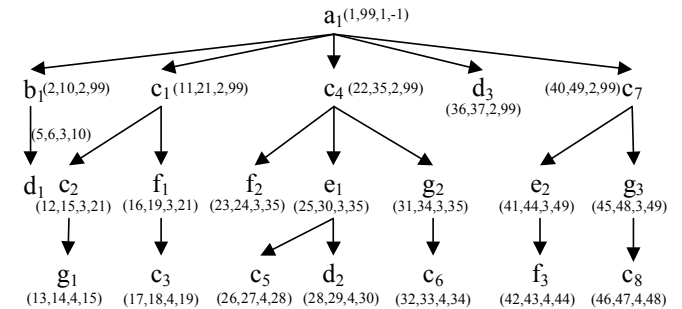 a1(1,99,1,-1)
b1(2,10,2,99) c1(11,21,2,99) c4(22,35,2,99) d3 (40,49,2,99)c7
(36,37,2,99)
(5,6,3,10)
d1 c2 f1 f2 e1 g2 e2 g3
(12,15,3,21) (16,19,3,21) (23,24,3,35) (25,30,3,35) (31,34,3,35) (41,44,3,49) (45,48,3,49)
g1 c3 c5 d2 c6 f3 c8
(13,14,4,15) (17,18,4,19) (26,27,4,28) (28,29,4,30) (32,33,4,34) (42,43,4,44) (46,47,4,48)